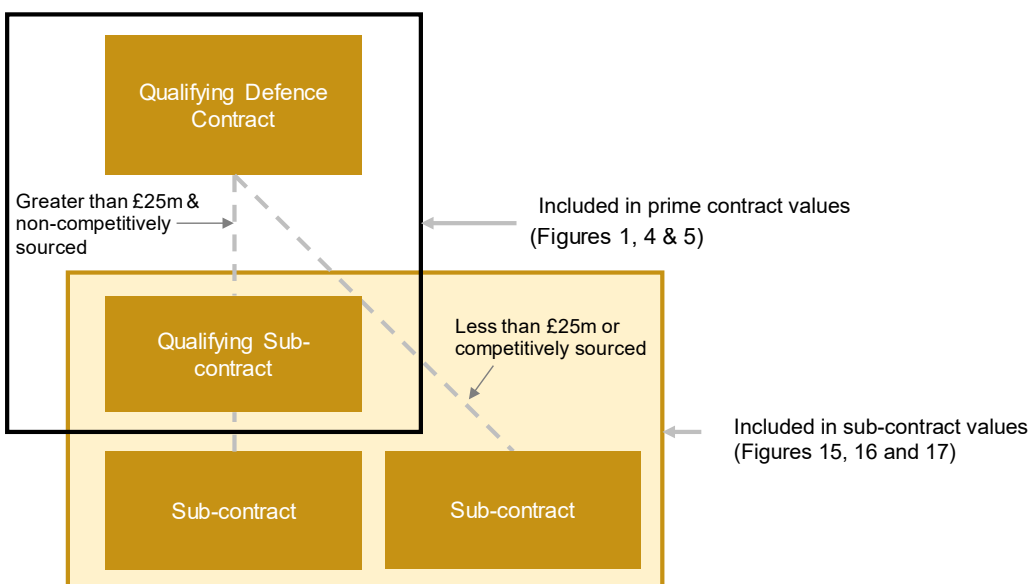 Qualifying Defence
Contract
Greater than £25m &
non-competitively
sourced
Included in prime contract values
(Figures 1, 4 & 5)
Qualifying Sub-
contract
Less than £25m or
competitively sourced
Included in sub-contract values
(Figures 15, 16 and 17)
Sub-contract
Sub-contract